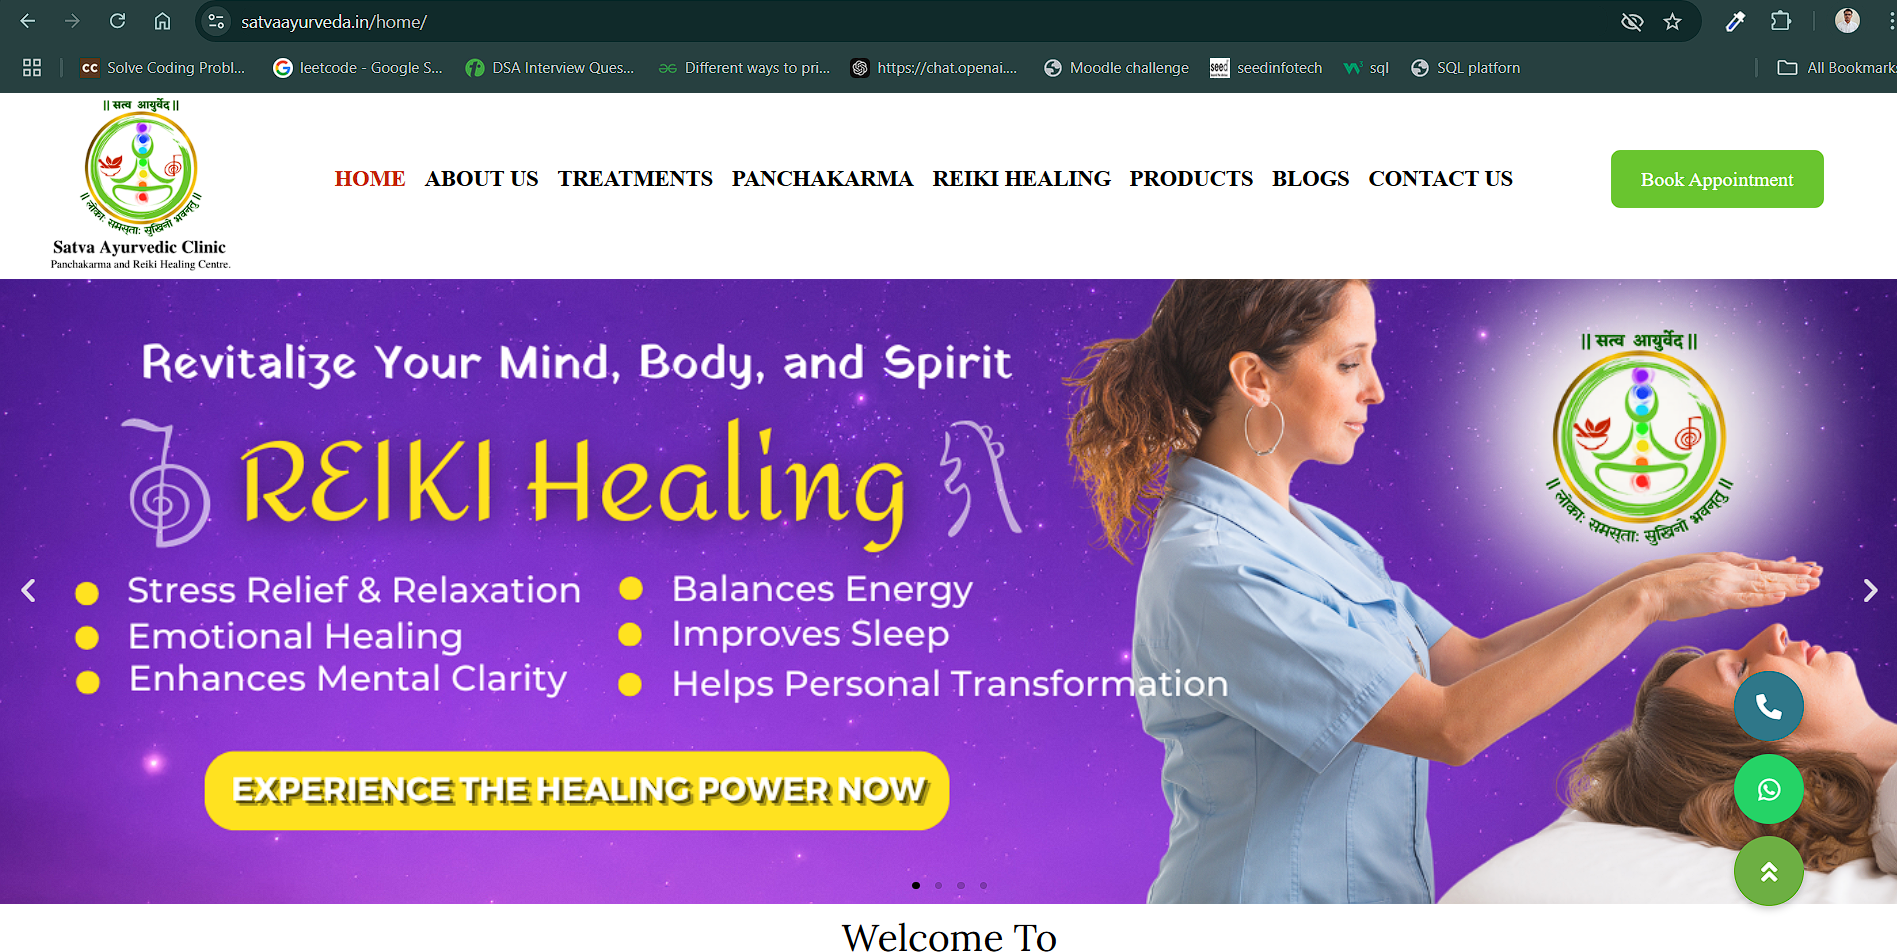 satvaayurveda.in/home/
CC Solve Coding Probl... leetcode - Google S... DSA Interview Ques... Different ways to pri... https://chat.openai.... Moodle challenge seed seedinfotech sql SQL platforn All Bookmark
|| सत्व आयुर्वेद ||
लोकाः समस्ताः सुखिनो भवन्तु ||
Satva Ayurvedic Clinic
Panchakarma and Reiki Healing Centre.
HOME ABOUT US TREATMENTS PANCHAKARMA REIKI HEALING PRODUCTS BLOGS CONTACT US
Book Appointment
Revitalize Your Mind, Body, and Spirit
REIKI Healing
Stress Relief & Relaxation
Emotional Healing
Enhances Mental Clarity
Balances Energy
Improves Sleep
Helps Personal Transformation
EXPERIENCE THE HEALING POWER NOW
|| सत्व आयुर्वेद ||
|| लोकाः समस्ताः सुखिनो भवन्तु ||
Welcome To